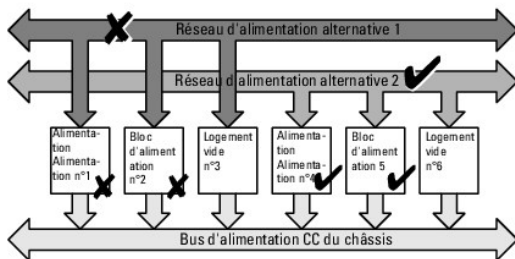 Réseau d'alimentation alternative 1
Réseau d'alimentation alternative 2
Alimenta-
tion
Alimenta-
tion n°1
Bloc
d'aliment
ation
n°2
Logement
vide
n°3
Alimenta-
tion
Alimenta-
tion n°4
Bloc
d'aliment
ation 5
Logement
vide
n°6
Bus d'alimentation CC du châssis